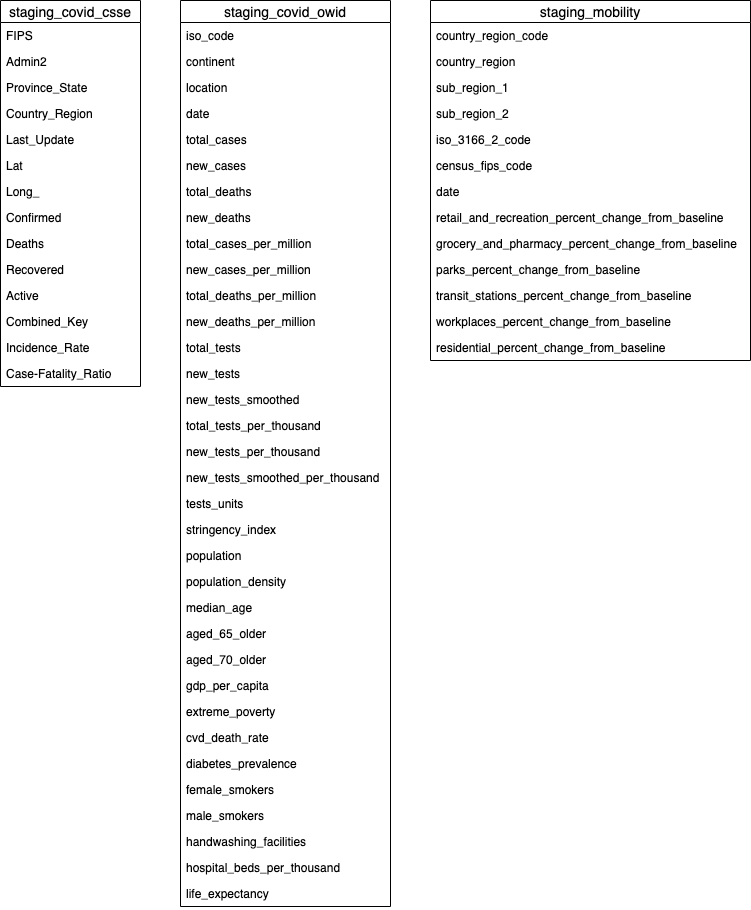 staging_covid_csse
FIPS
Admin2
Province_State
Country_Region
Last_Update
Lat
Long_
Confirmed
Deaths
Recovered
Active
Combined_Key
Incidence_Rate
Case-Fatality_Ratio
staging_covid_owid
iso_code
continent
location
date
total_cases
new_cases
total_deaths
new_deaths
total_cases_per_million
new_cases_per_million
total_deaths_per_million
new_deaths_per_million
total_tests
new_tests
new_tests_smoothed
total_tests_per_thousand
new_tests_per_thousand
new_tests_smoothed_per_thousand
tests_units
stringency_index
population
population_density
median_age
aged_65_older
aged_70_older
gdp_per_capita
extreme_poverty
cvd_death_rate
diabetes_prevalence
female_smokers
male_smokers
handwashing_facilities
hospital_beds_per_thousand
life_expectancy
staging_mobility
country_region_code
country_region
sub_region_1
sub_region_2
iso_3166_2_code
census_fips_code
date
retail_and_recreation_percent_change_from_baseline
grocery_and_pharmacy_percent_change_from_baseline
parks_percent_change_from_baseline
transit_stations_percent_change_from_baseline
workplaces_percent_change_from_baseline
residential_percent_change_from_baseline